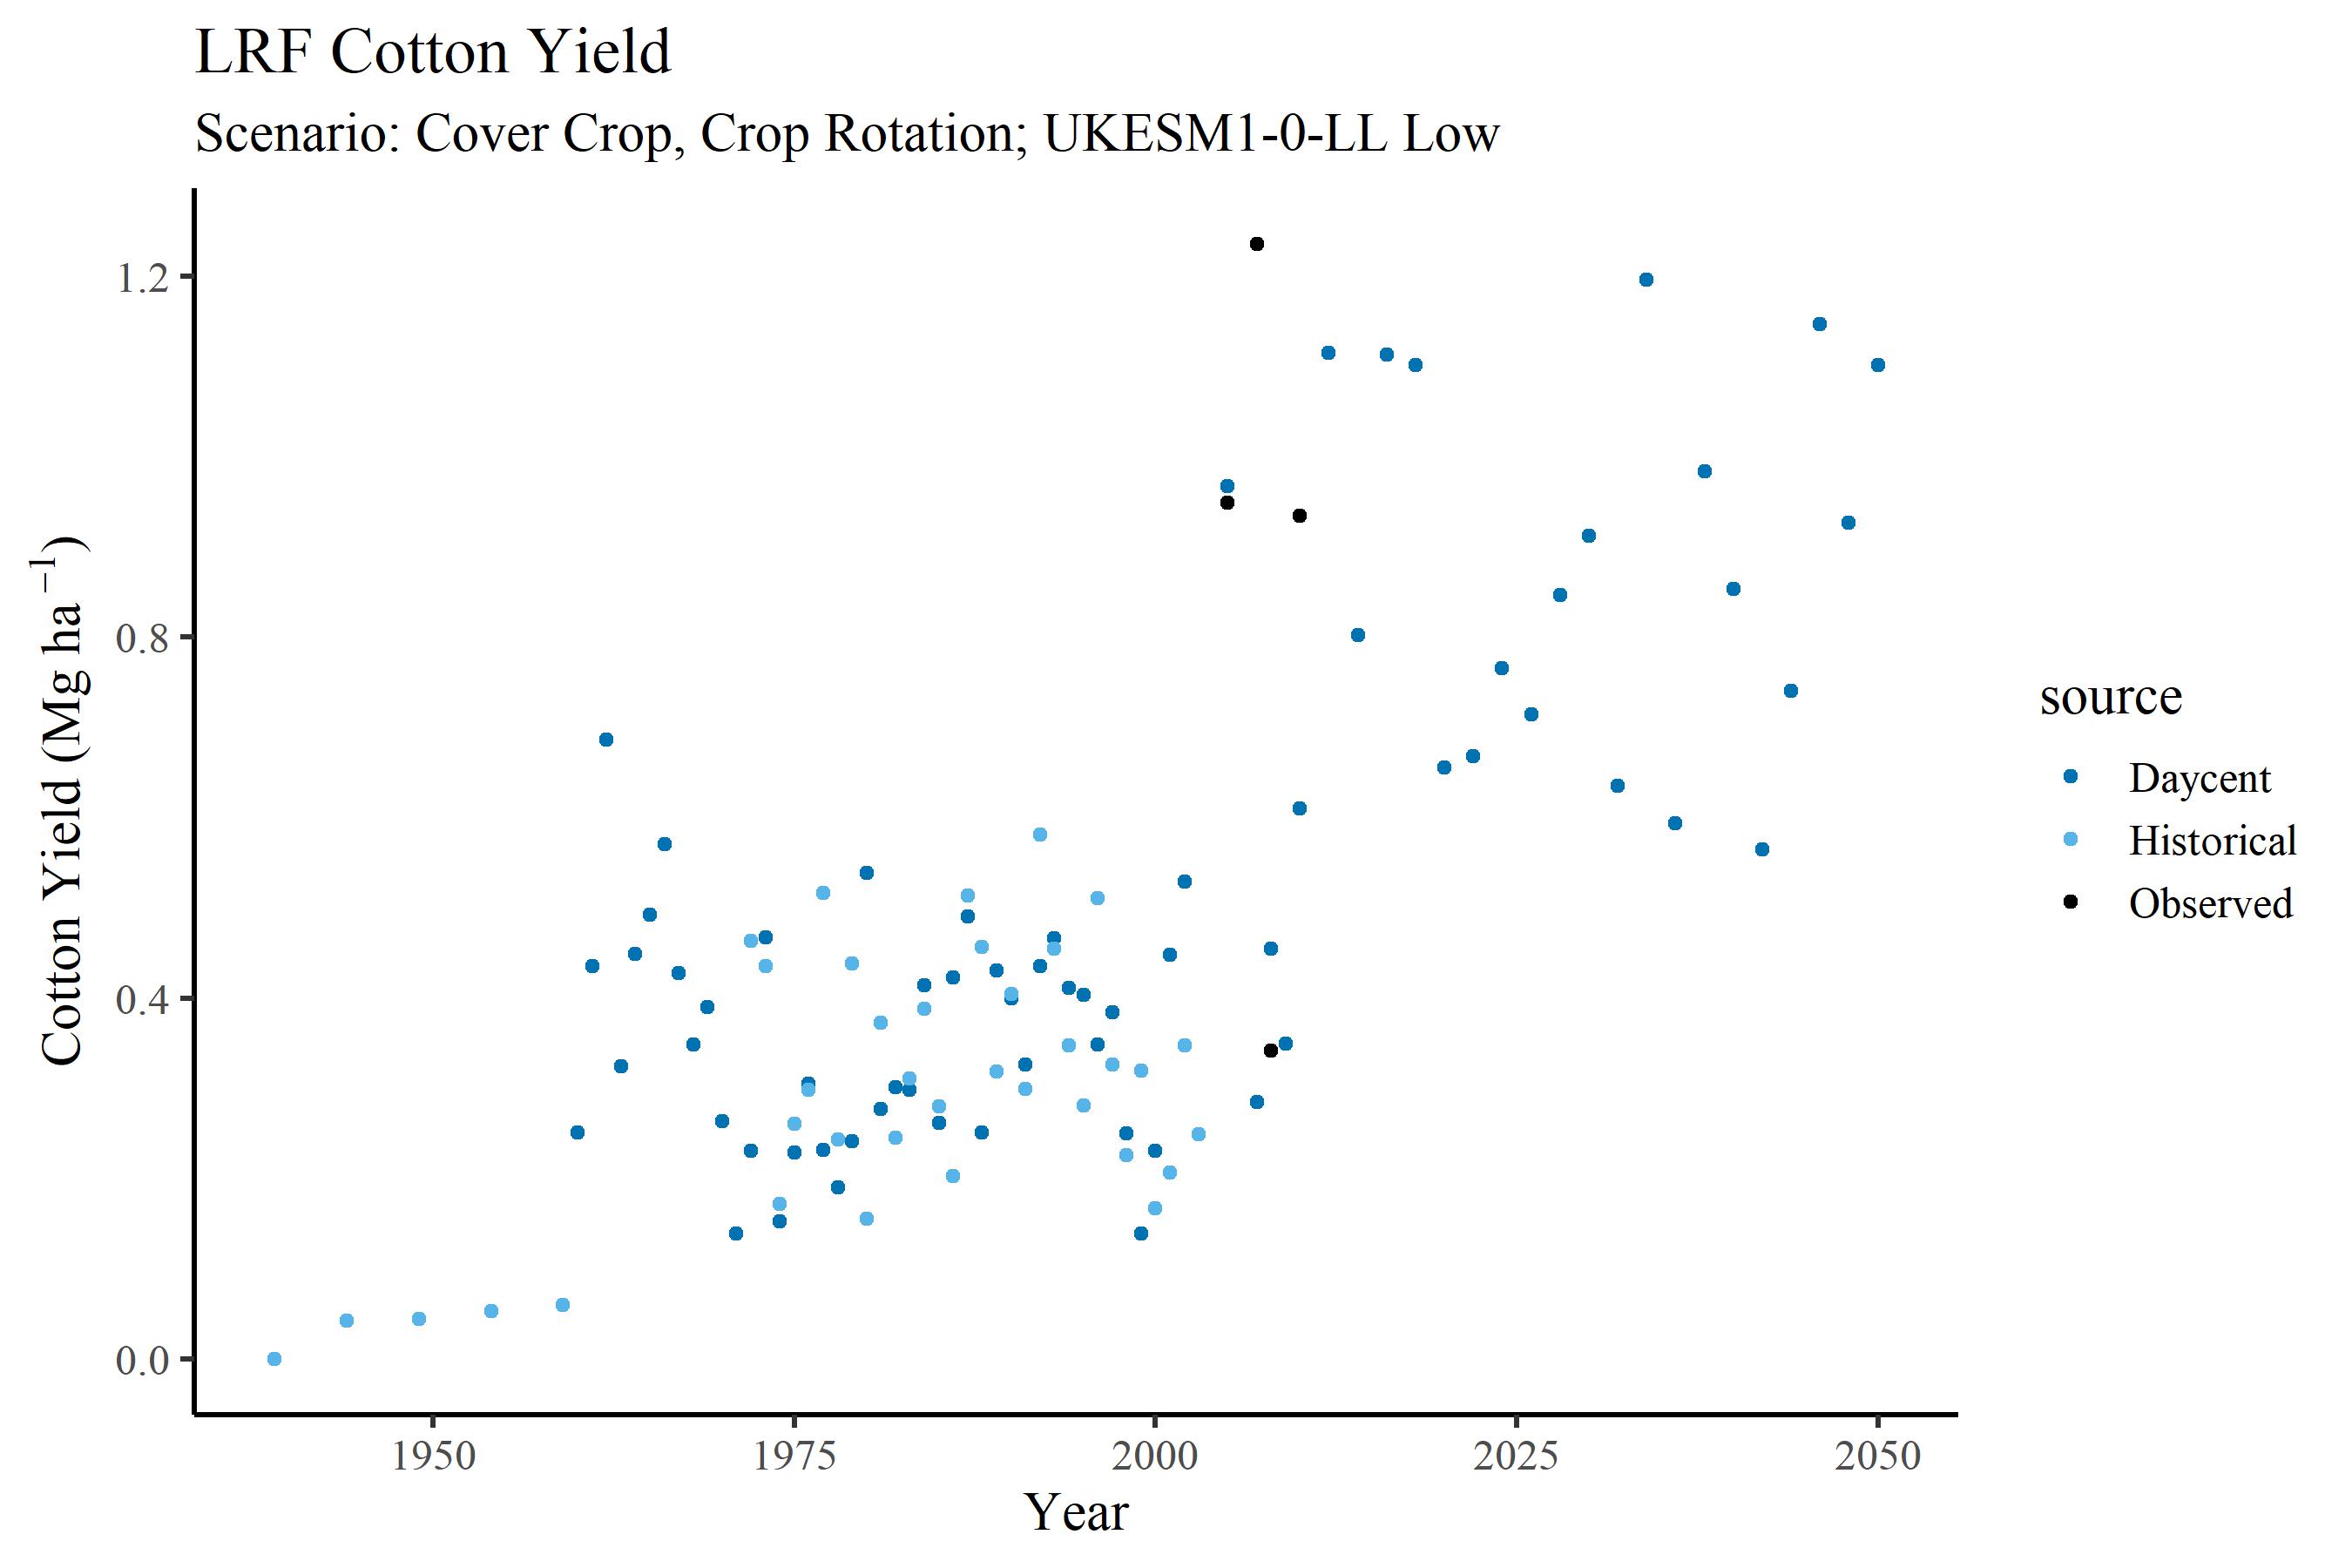 LRF Cotton Yield
Scenario: Cover Crop, Crop Rotation; UKESM1-0-LL Low
Cotton Yield (Mg ha⁻¹)
1.2
0.8
0.4
0.0
1950 1975 2000 2025 2050
Year
source
Daycent
Historical
Observed